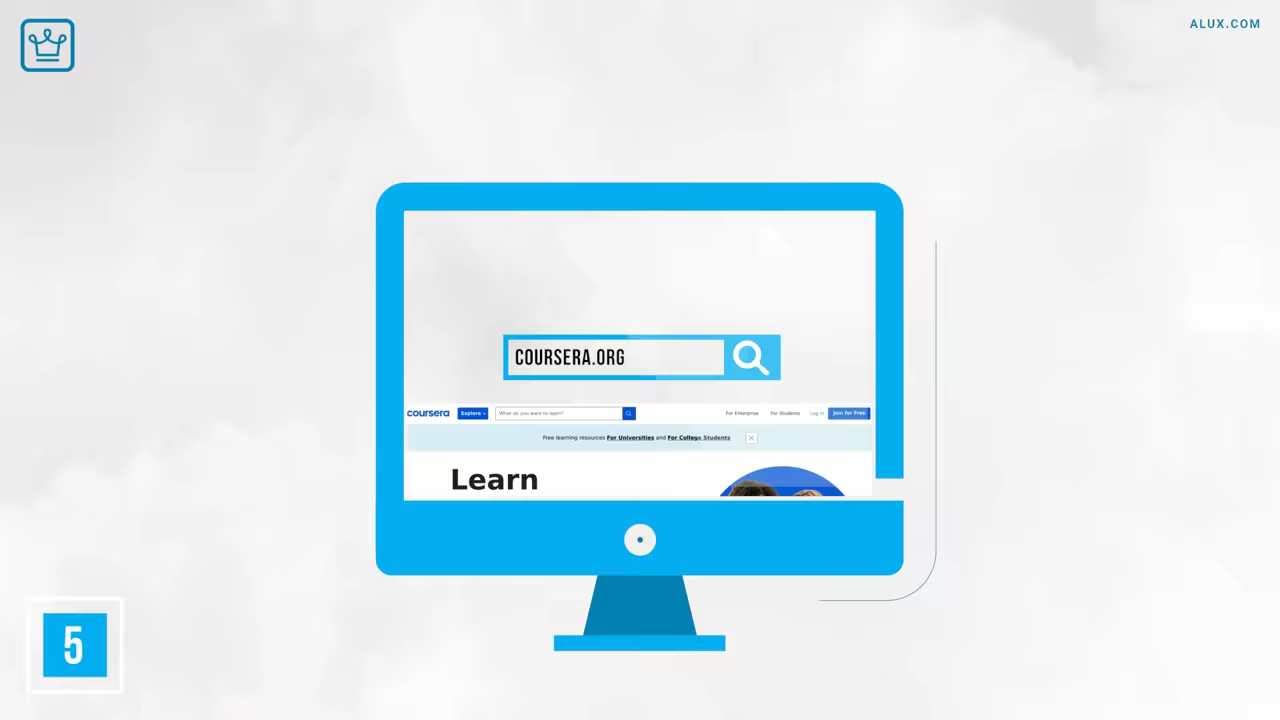 ALUX.COM
COURSERA.ORG
coursera Explore What do you want to learn? For Enterprise For Students Log In Join for Free
Free learning resources For Universities and For College Students
Learn
5